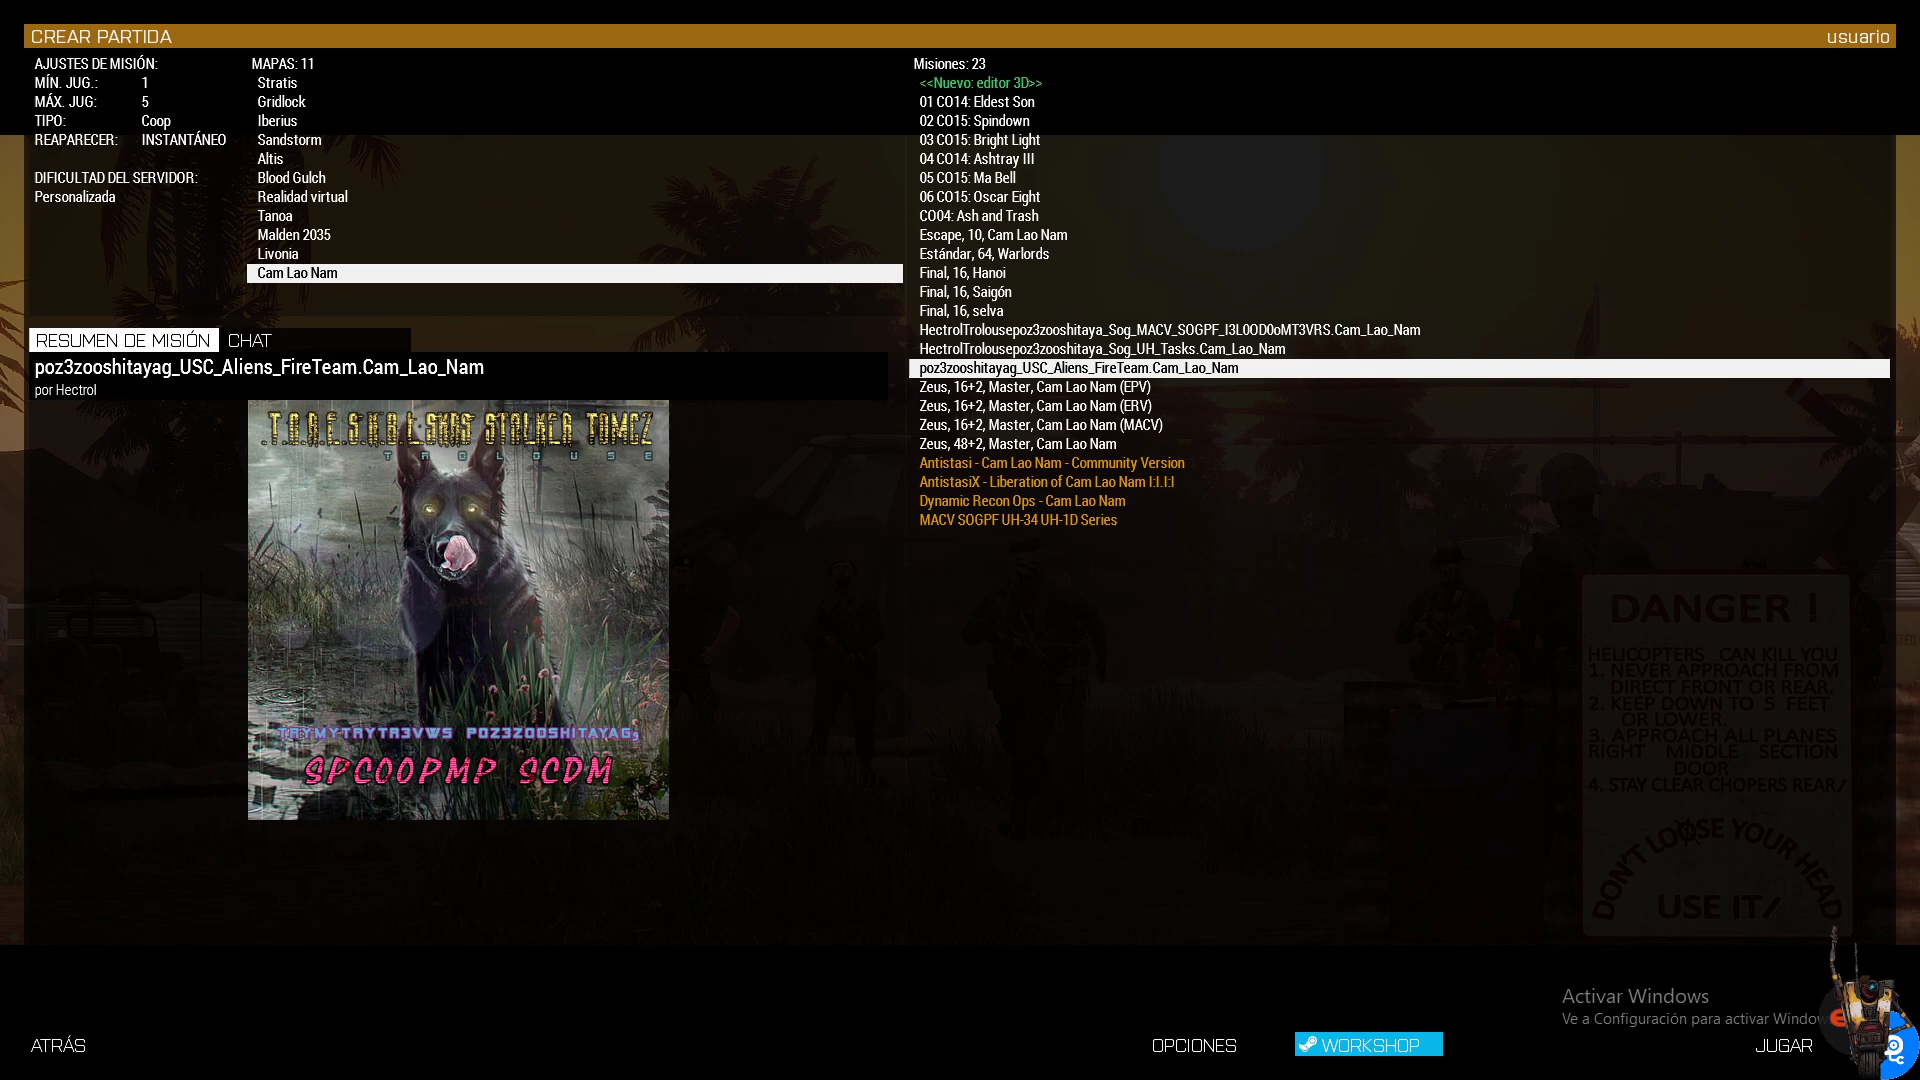 CREAR PARTIDA
usuario
AJUSTES DE MISIÓN:
MÍN. JUG.: 1
MÁX. JUG: 5
TIPO: Coop
REAPARECER: INSTANTÁNEO
DIFICULTAD DEL SERVIDOR:
Personalizada
MAPAS: 11
Stratis
Gridlock
Iberius
Sandstorm
Altis
Blood Gulch
Realidad virtual
Tanoa
Malden 2035
Livonia
Cam Lao Nam
Misiones: 23
<<Nuevo: editor 3D>>
01 CO14: Eldest Son
02 CO15: Spindown
03 CO15: Bright Light
04 CO14: Ashtray III
05 CO15: Ma Bell
06 CO15: Oscar Eight
CO04: Ash and Trash
Escape, 10, Cam Lao Nam
Estándar, 64, Warlords
Final, 16, Hanoi
Final, 16, Saigón
Final, 16, selva
HectrolTrolousepoz3zooshitaya_Sog_MACV_SOGPF_I3L0OD0oMT3VRS.Cam_Lao_Nam
HectrolTrolousepoz3zooshitaya_Sog_UH_Tasks.Cam_Lao_Nam
poz3zooshitayag_USC_Aliens_FireTeam.Cam_Lao_Nam
Zeus, 16+2, Master, Cam Lao Nam (EPV)
Zeus, 16+2, Master, Cam Lao Nam (ERV)
Zeus, 16+2, Master, Cam Lao Nam (MACV)
Zeus, 48+2, Master, Cam Lao Nam
Antistasi - Cam Lao Nam - Community Version
AntistasiX - Liberation of Cam Lao Nam I:I.I:I
Dynamic Recon Ops - Cam Lao Nam
MACV SOGPF UH-34 UH-1D Series
RESUMEN DE MISIÓN
CHAT
poz3zooshitayag_USC_Aliens_FireTeam.Cam_Lao_Nam
por Hectrol
STALKER TOMCZ
TROLOUSE
TRYMYTRYTR3VWS POZ3ZOOSHITAYAG,
SPCOOPMP SCDM
DANGER !
HELICOPTERS CAN KILL YOU
1. NEVER APPROACH FROM
DIRECT FRONT OR REAR.
2. KEEP DOWN TO 5 FEET
OR LOWER.
3. APPROACH ALL PLANES
RIGHT MIDDLE SECTION
DOOR
4. STAY CLEAR CHOPERS REAR/
DON'T LOOSE YOUR HEAD
USE IT/
Activar Windows
Ve a Configuración para activar Window
ATRÁS
OPCIONES
WORKSHOP
JUGAR